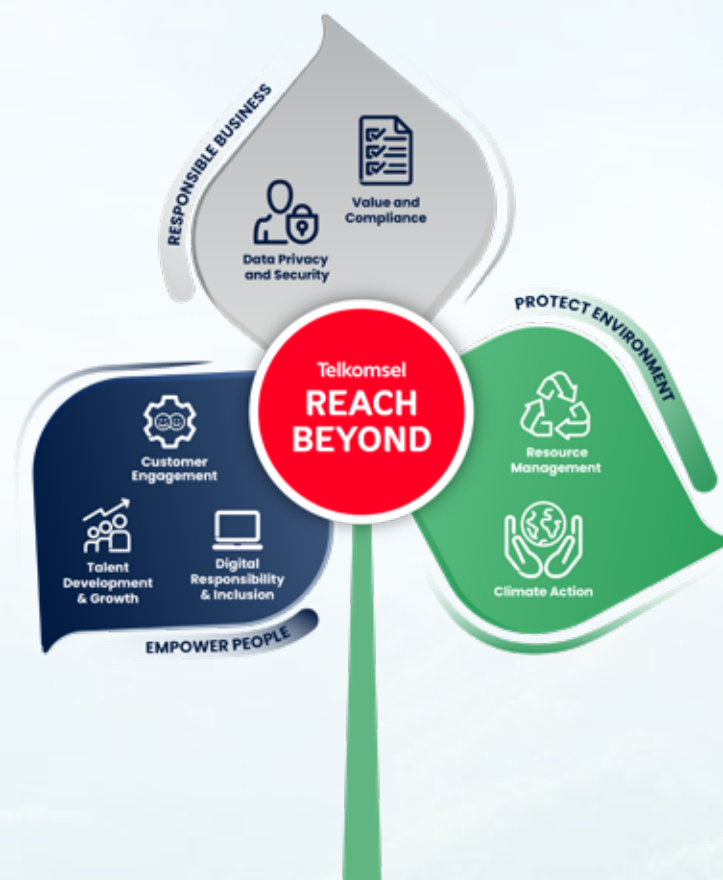 RESPONSIBLE BUSINESS
Value and
Compliance
Data Privacy
and Security
PROTECT ENVIRONMENT
Telkomsel
REACH
BEYOND
Resource
Management
Climate Action
Customer
Engagement
Talent
Development
& Growth
Digital
Responsibility
& Inclusion
EMPOWER PEOPLE